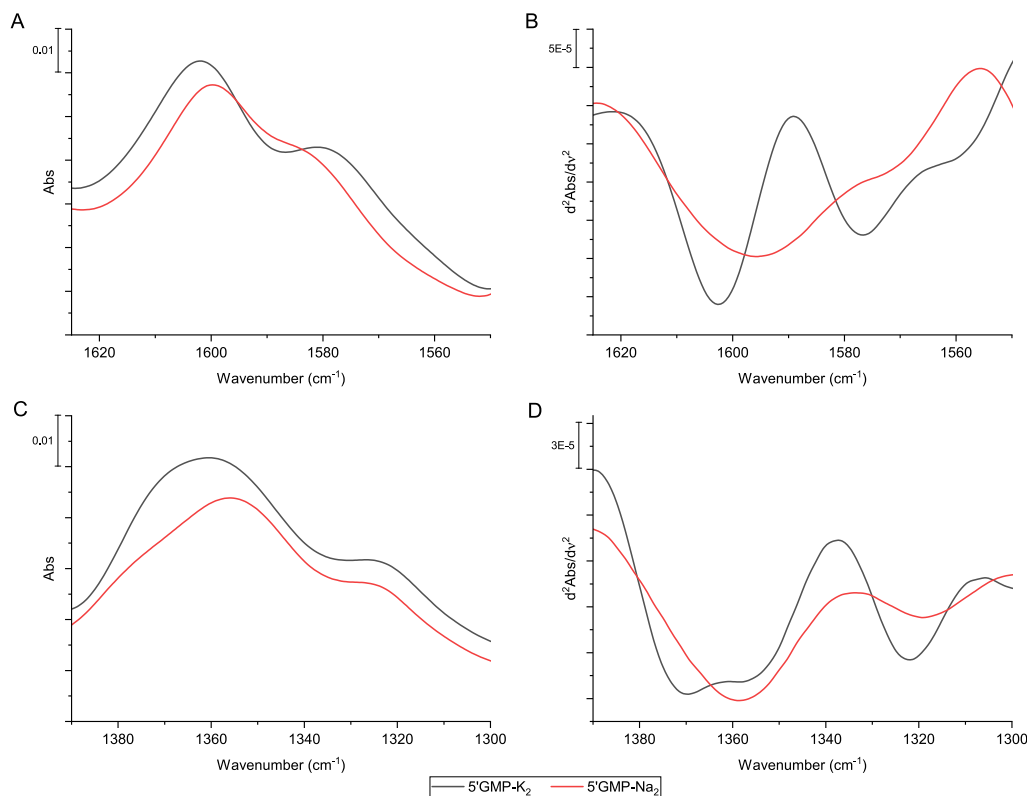 A
0.01
Abs
1620 1600 1580 1560
Wavenumber (cm⁻¹)
B
5E-5
d²Abs/dν²
1620 1600 1580 1560
Wavenumber (cm⁻¹)
C
0.01
Abs
1380 1360 1340 1320 1300
Wavenumber (cm⁻¹)
D
3E-5
d²Abs/dν²
1380 1360 1340 1320 1300
Wavenumber (cm⁻¹)
5'GMP-K₂ 5'GMP-Na₂